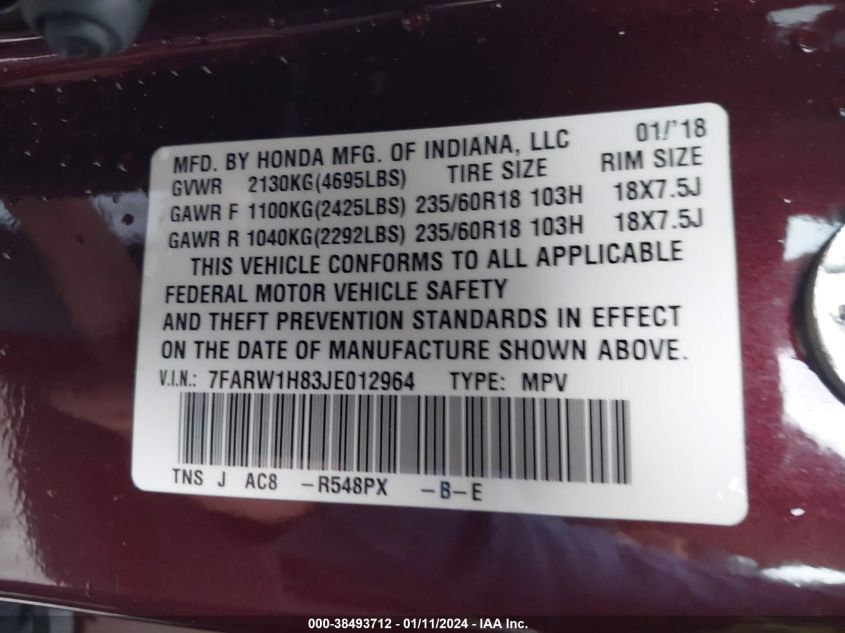 MFD. BY HONDA MFG. OF INDIANA, LLC 01/'18
GVWR 2130KG(4695LBS) TIRE SIZE RIM SIZE
GAWR F 1100KG(2425LBS) 235/60R18 103H 18X7.5J
GAWR R 1040KG(2292LBS) 235/60R18 103H 18X7.5J
THIS VEHICLE CONFORMS TO ALL APPLICABLE
FEDERAL MOTOR VEHICLE SAFETY
AND THEFT PREVENTION STANDARDS IN EFFECT
ON THE DATE OF MANUFACTURE SHOWN ABOVE.
V.I.N.: 7FARW1H83JE012964 TYPE: MPV
TNS J AC8 -R548PX -B-E
000-38493712 - 01/11/2024 - IAA Inc.